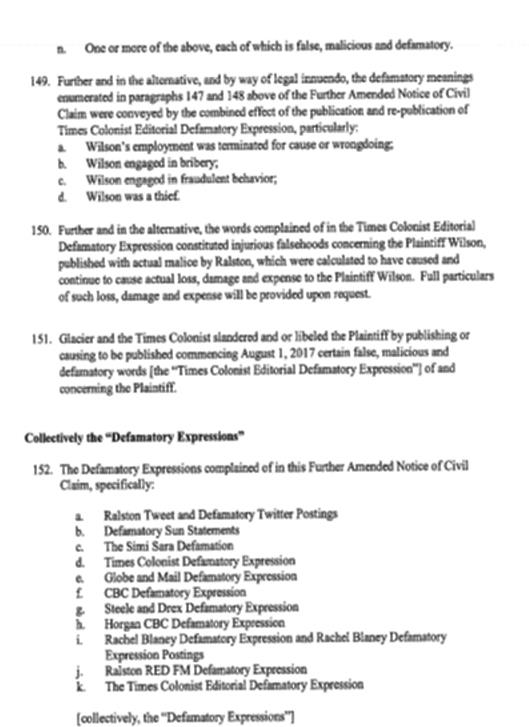 n. One or more of the above, each of which is false, malicious and defamatory.
149. Further and in the alternative, and by way of legal innuendo, the defamatory meanings
enumerated in paragraphs 147 and 148 above of the Further Amended Notice of Civil
Claim were conveyed by the combined effect of the publication and re-publication of
Times Colonist Editorial Defamatory Expression, particularly:
a. Wilson's employment was terminated for cause or wrongdoing;
b. Wilson engaged in bribery;
c. Wilson engaged in fraudulent behavior;
d. Wilson was a thief.
150. Further and in the alternative, the words complained of in the Times Colonist Editorial
Defamatory Expression constituted injurious falsehoods concerning the Plaintiff Wilson,
published with actual malice by Ralston, which were calculated to have caused and
continue to cause actual loss, damage and expense to the Plaintiff Wilson. Full particulars
of such loss, damage and expense will be provided upon request.
151. Glacier and the Times Colonist slandered and or libeled the Plaintiff by publishing or
causing to be published commencing August 1, 2017 certain false, malicious and
defamatory words [the "Times Colonist Editorial Defamatory Expression"] of and
concerning the Plaintiff.
Collectively the "Defamatory Expressions"
152. The Defamatory Expressions complained of in this Further Amended Notice of Civil
Claim, specifically:
a. Ralston Tweet and Defamatory Twitter Postings
b. Defamatory Sun Statements
c. The Simi Sara Defamation
d. Times Colonist Defamatory Expression
e. Globe and Mail Defamatory Expression
f. CBC Defamatory Expression
g. Steele and Drex Defamatory Expression
h. Horgan CBC Defamatory Expression
i. Rachel Blaney Defamatory Expression and Rachel Blaney Defamatory
Expression Postings
j. Ralston RED FM Defamatory Expression
k. The Times Colonist Editorial Defamatory Expression
[collectively, the "Defamatory Expressions"]